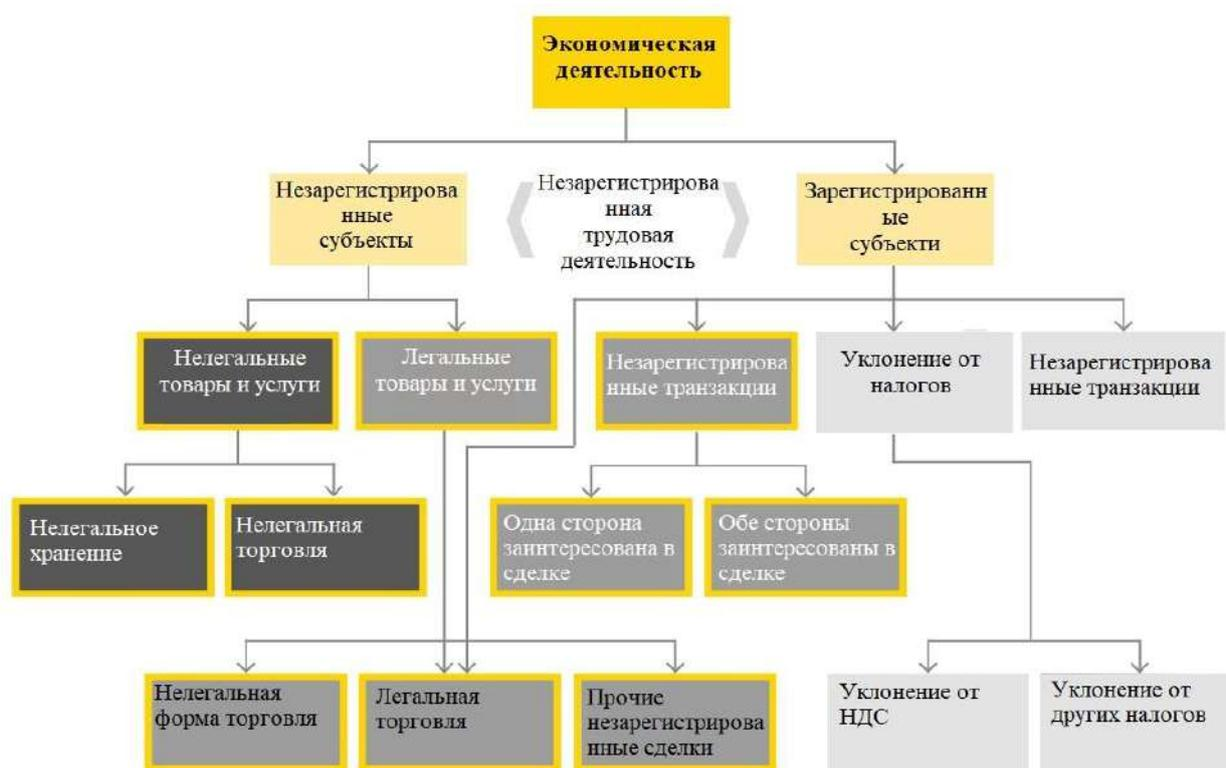 Экономическая
деятельность
Незарегистрирова
нные
субъекты
Незарегистрирова
нная
трудовая
деятельность
Зарегистрированн
ые
субъекти
Нелегальные
товары и услуги
Легальные
товары и услуги
Незарегистрирова
нные транзакции
Уклонение от
налогов
Незарегистрирова
нные транзакции
Нелегальное
хранение
Нелегальная
торговля
Одна сторона
заинтересована в
сделке
Обе стороны
заинтересованы в
сделке
Нелегальная
форма торговля
Легальная
торговля
Прочие
незарегистрирова
нные сделки
Уклонение от
НДС
Уклонение от
других налогов